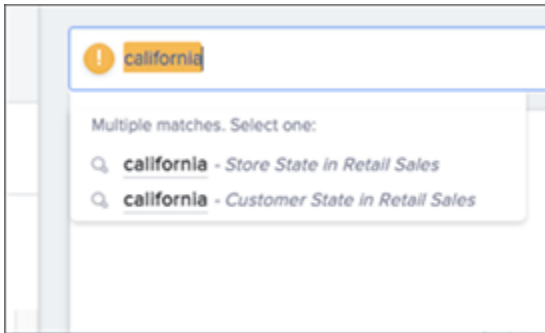 california
Multiple matches. Select one:
california - Store State in Retail Sales
california - Customer State in Retail Sales